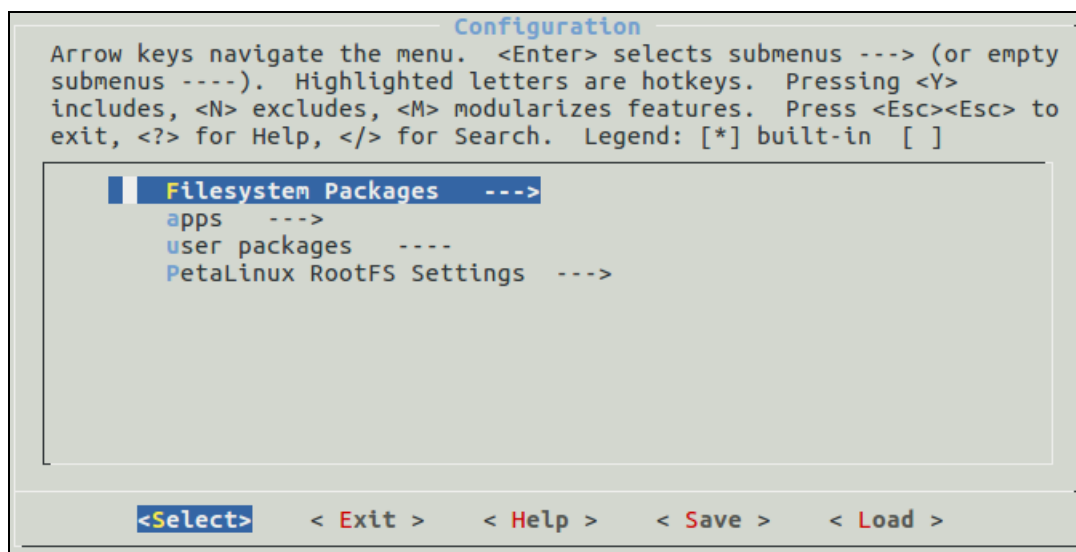 Configuration
Arrow keys navigate the menu.  <Enter> selects submenus ---> (or empty
submenus ----).  Highlighted letters are hotkeys.  Pressing <Y>
includes, <N> excludes, <M> modularizes features.  Press <Esc><Esc> to
exit, <?> for Help, </> for Search.  Legend: [*] built-in  [ ]
Filesystem Packages  --->
apps  --->
user packages  ----
PetaLinux RootFS Settings  --->
<Select>    < Exit >    < Help >    < Save >    < Load >